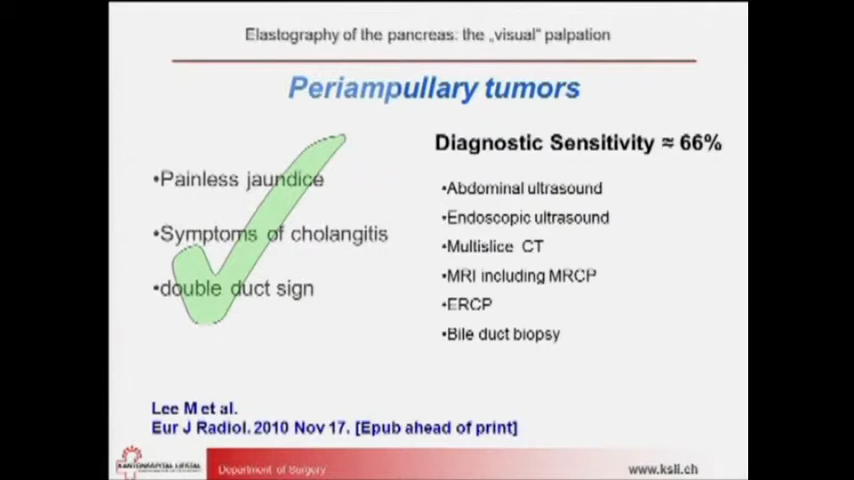 Elastography of the pancreas: the „visual“ palpation
Periampullary tumors
•Painless jaundice
•Symptoms of cholangitis
•double duct sign
Diagnostic Sensitivity ≈ 66%
•Abdominal ultrasound
•Endoscopic ultrasound
•Multislice CT
•MRI including MRCP
•ERCP
•Bile duct biopsy
Lee M et al.
Eur J Radiol. 2010 Nov 17. [Epub ahead of print]
KANTONSSPITAL LIESTAL
Department of Surgery
www.ksli.ch